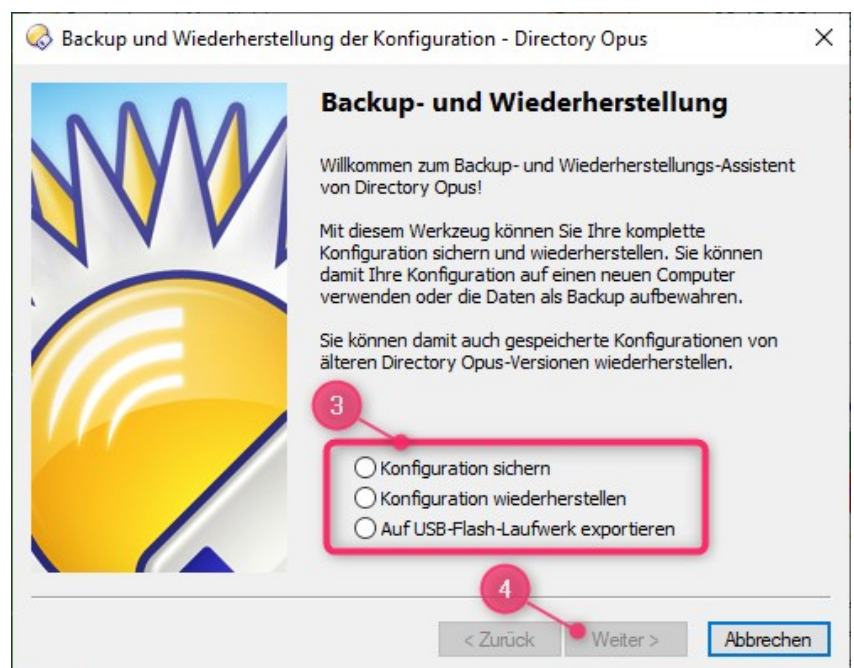 Backup und Wiederherstellung der Konfiguration - Directory Opus
Backup- und Wiederherstellung
Willkommen zum Backup- und Wiederherstellungs-Assistent
von Directory Opus!
Mit diesem Werkzeug können Sie Ihre komplette
Konfiguration sichern und wiederherstellen. Sie können
damit Ihre Konfiguration auf einen neuen Computer
verwenden oder die Daten als Backup aufbewahren.
Sie können damit auch gespeicherte Konfigurationen von
älteren Directory Opus-Versionen wiederherstellen.
3
Konfiguration sichern
Konfiguration wiederherstellen
Auf USB-Flash-Laufwerk exportieren
4
< Zurück Weiter > Abbrechen